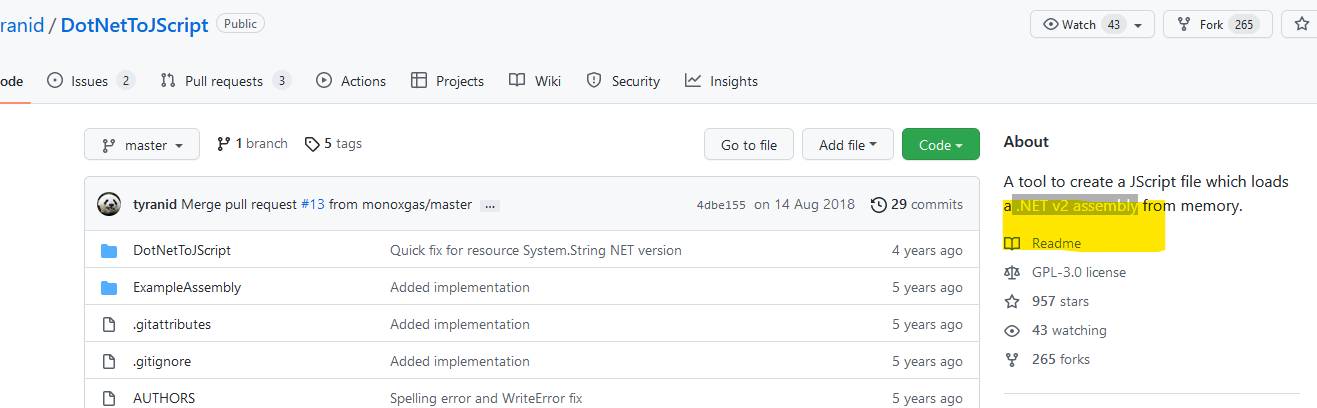 ranid / DotNetToJScript Public Watch 43 Fork 265
ode Issues 2 Pull requests 3 Actions Projects Wiki Security Insights
master 1 branch 5 tags Go to file Add file Code
tyranid Merge pull request #13 from monoxgas/master ... 4dbe155 on 14 Aug 2018 29 commits
DotNetToJScript Quick fix for resource System.String NET version 4 years ago
ExampleAssembly Added implementation 5 years ago
.gitattributes Added implementation 5 years ago
.gitignore Added implementation 5 years ago
AUTHORS Spelling error and WriteError fix 5 years ago
About
A tool to create a JScript file which loads
a .NET v2 assembly from memory.
Readme
GPL-3.0 license
957 stars
43 watching
265 forks